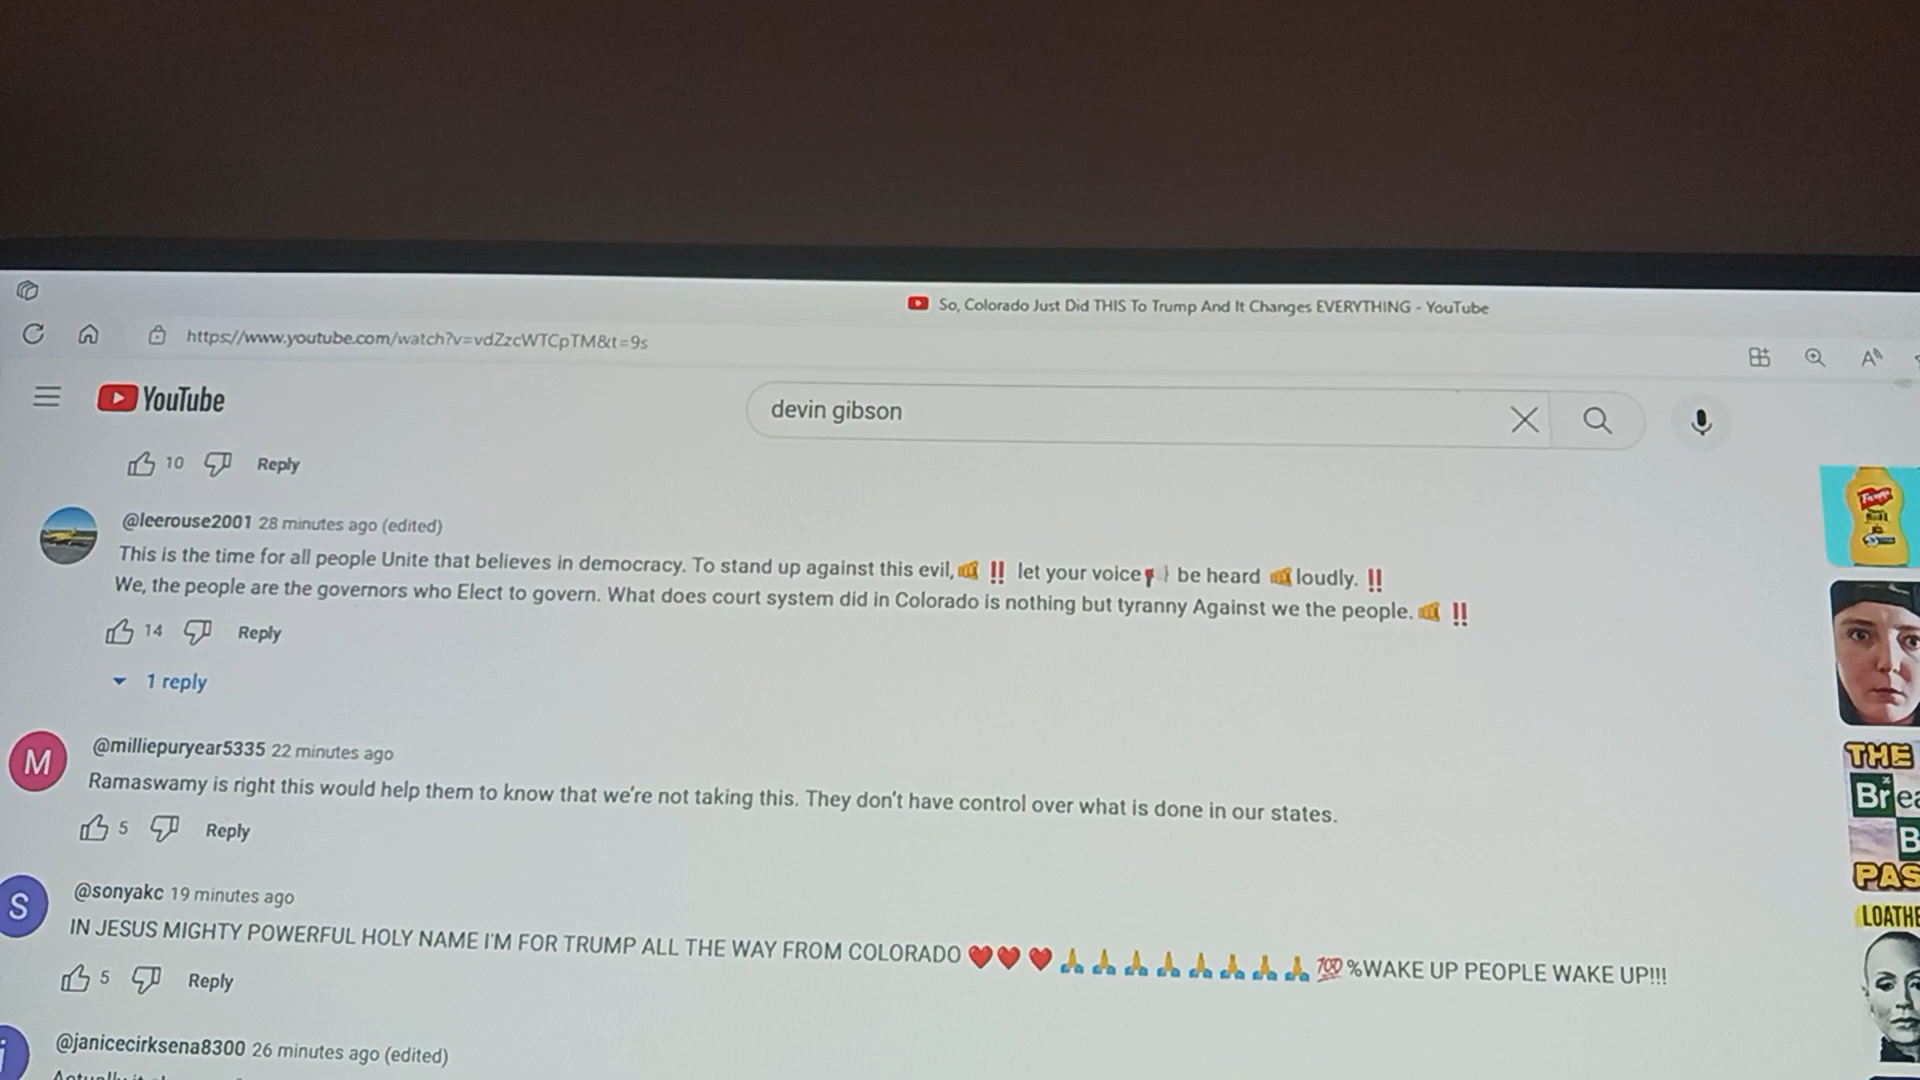 So, Colorado Just Did THIS To Trump And It Changes EVERYTHING - YouTube
https://www.youtube.com/watch?v=vdZzcWTCpTM&t=9s
YouTube
devin gibson
10 Reply
@leerouse2001 28 minutes ago (edited)
This is the time for all people Unite that believes in democracy. To stand up against this evil,🤜 ‼ let your voice be heard 🤜loudly. ‼
We, the people are the governors who Elect to govern. What does court system did in Colorado is nothing but tyranny Against we the people.🤜 ‼
14 Reply
1 reply
M
@milliepuryear5335 22 minutes ago
Ramaswamy is right this would help them to know that we're not taking this. They don't have control over what is done in our states.
5 Reply
S
@sonyakc 19 minutes ago
IN JESUS MIGHTY POWERFUL HOLY NAME I'M FOR TRUMP ALL THE WAY FROM COLORADO ❤❤❤🙏🙏🙏🙏🙏🙏🙏🙏💯%WAKE UP PEOPLE WAKE UP!!!
5 Reply
j
@janicecirksena8300 26 minutes ago (edited)
THE
Brea
B
PAS
LOATHE